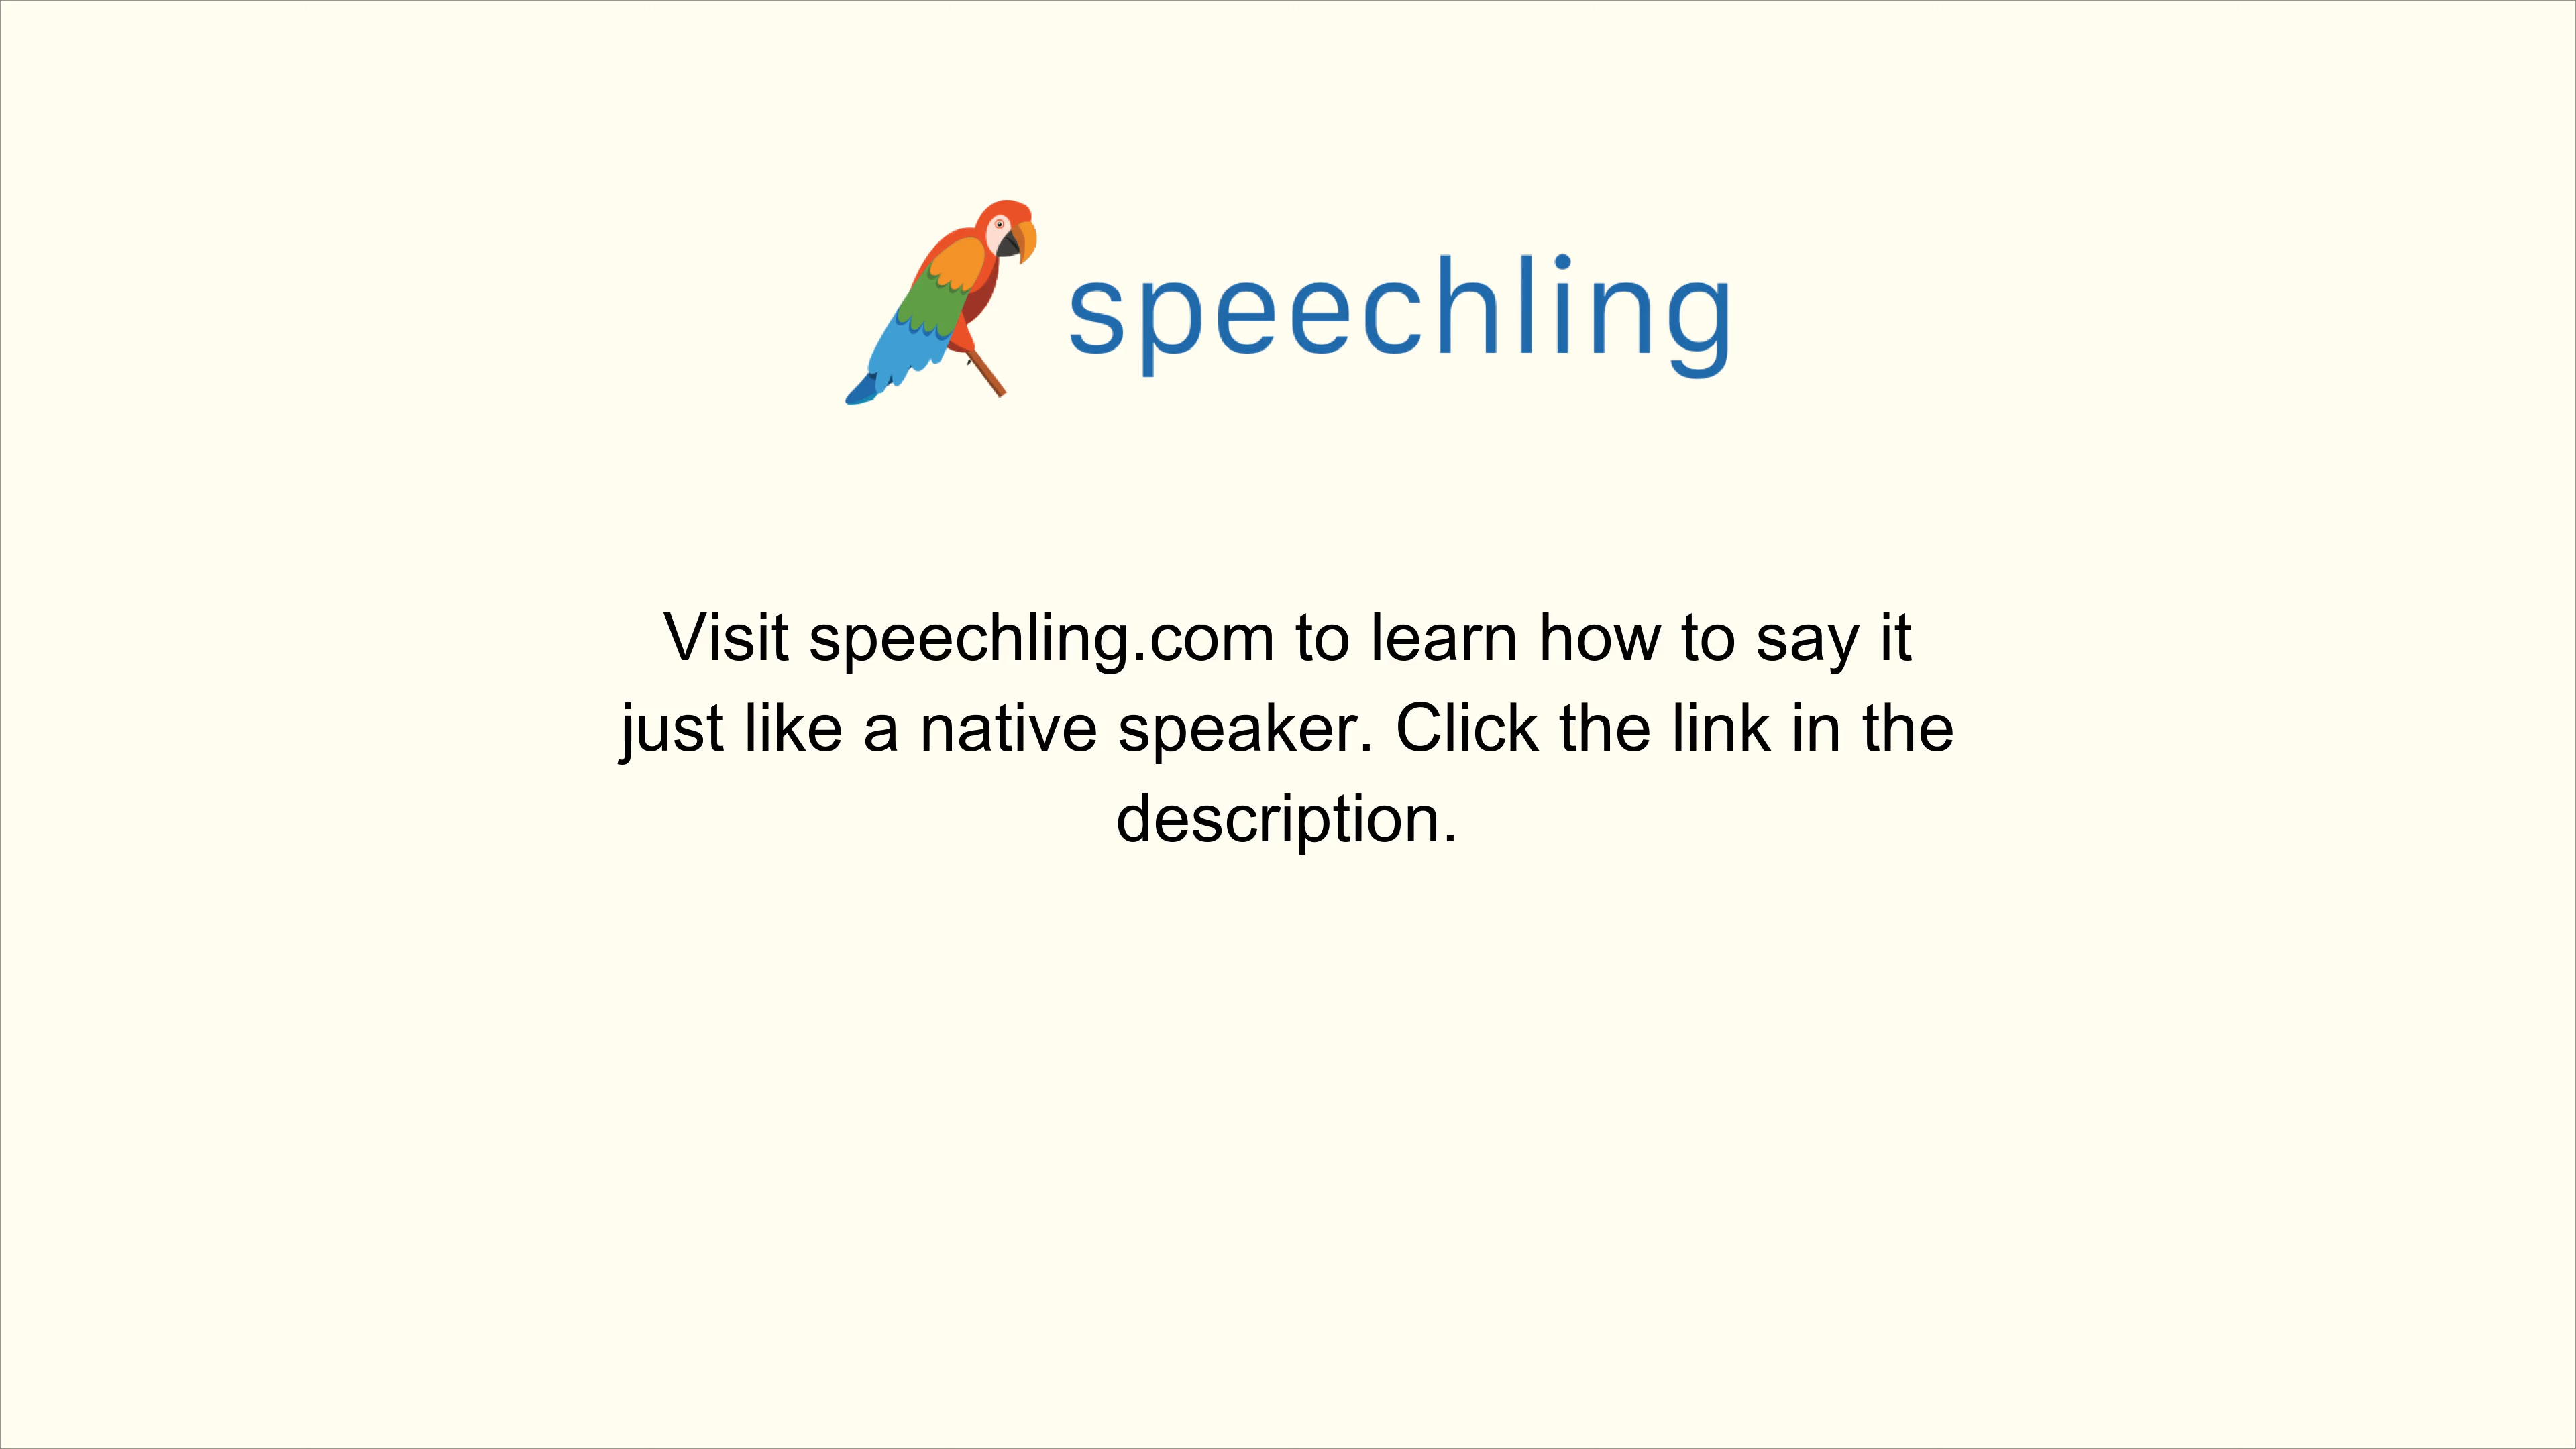 speechling
Visit speechling.com to learn how to say it
just like a native speaker. Click the link in the
description.